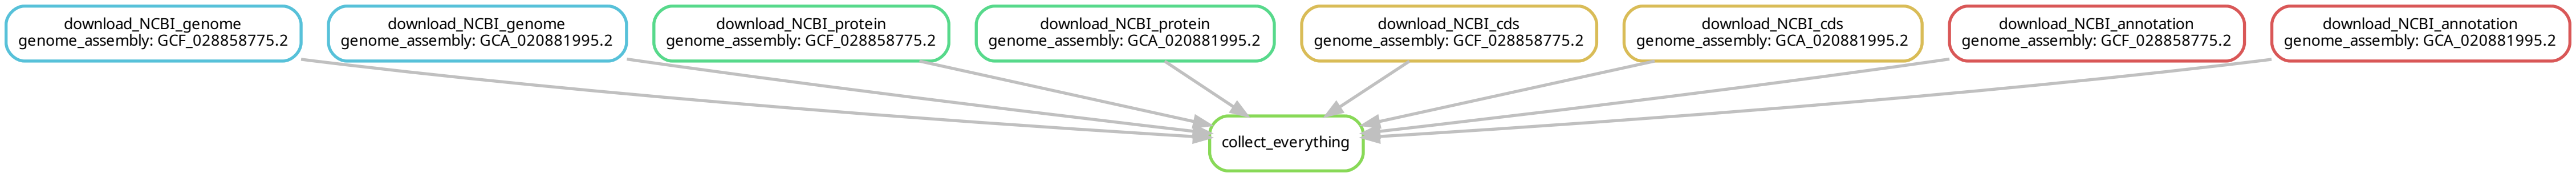 download_NCBI_genome
genome_assembly: GCF_028858775.2
download_NCBI_genome
genome_assembly: GCA_020881995.2
download_NCBI_protein
genome_assembly: GCF_028858775.2
download_NCBI_protein
genome_assembly: GCA_020881995.2
download_NCBI_cds
genome_assembly: GCF_028858775.2
download_NCBI_cds
genome_assembly: GCA_020881995.2
download_NCBI_annotation
genome_assembly: GCF_028858775.2
download_NCBI_annotation
genome_assembly: GCA_020881995.2
collect_everything